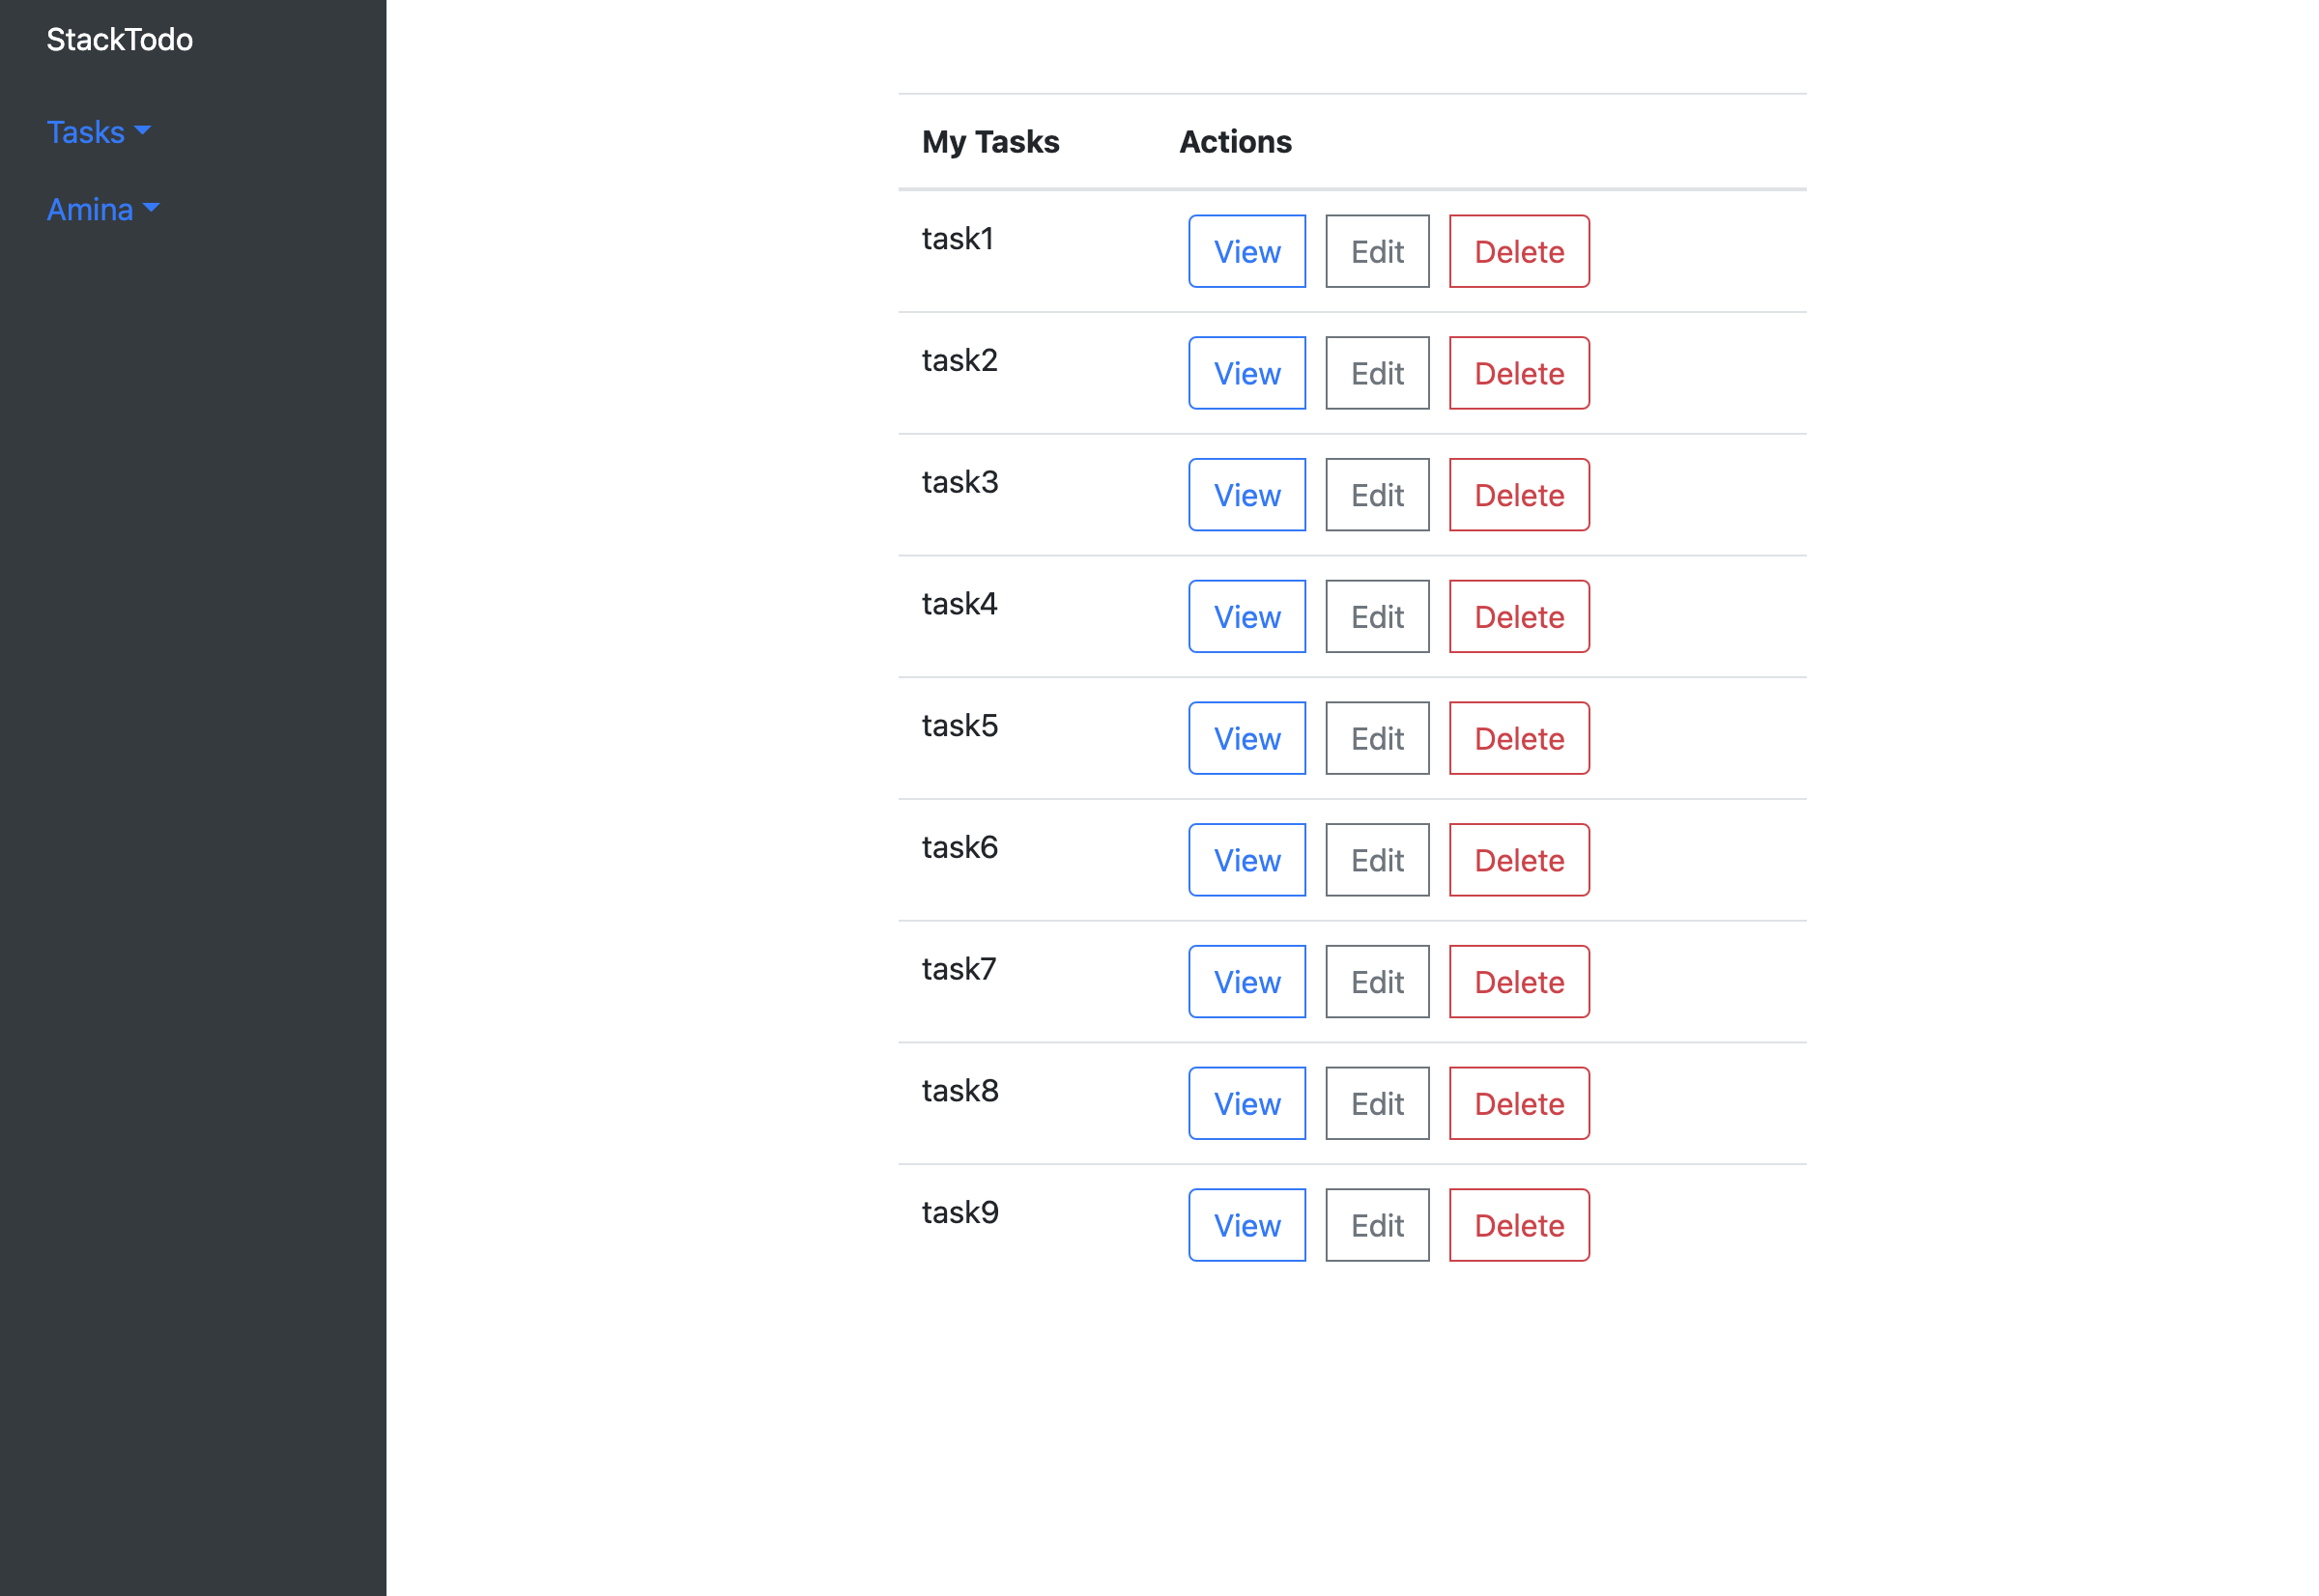 StackTodo
Tasks
Amina
My Tasks Actions
task1 View Edit Delete
task2 View Edit Delete
task3 View Edit Delete
task4 View Edit Delete
task5 View Edit Delete
task6 View Edit Delete
task7 View Edit Delete
task8 View Edit Delete
task9 View Edit Delete